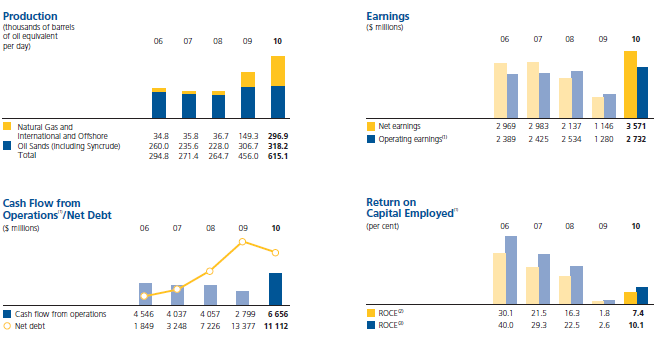 Production
(thousands of barrels
of oil equivalent
per day)
06 07 08 09 10
Natural Gas and
International and Offshore 34.8 35.8 36.7 149.3 296.9
Oil Sands (including Syncrude) 260.0 235.6 228.0 306.7 318.2
Total 294.8 271.4 264.7 456.0 615.1
Earnings
($ millions)
06 07 08 09 10
Net earnings 2 969 2 983 2 137 1 146 3 571
Operating earnings(1) 2 389 2 425 2 534 1 280 2 732
Cash Flow from
Operations(1)/Net Debt
($ millions)
06 07 08 09 10
Cash flow from operations 4 546 4 037 4 057 2 799 6 656
Net debt 1 849 3 248 7 226 13 377 11 112
Return on
Capital Employed(1)
(per cent)
06 07 08 09 10
ROCE(2) 30.1 21.5 16.3 1.8 7.4
ROCE(3) 40.0 29.3 22.5 2.6 10.1